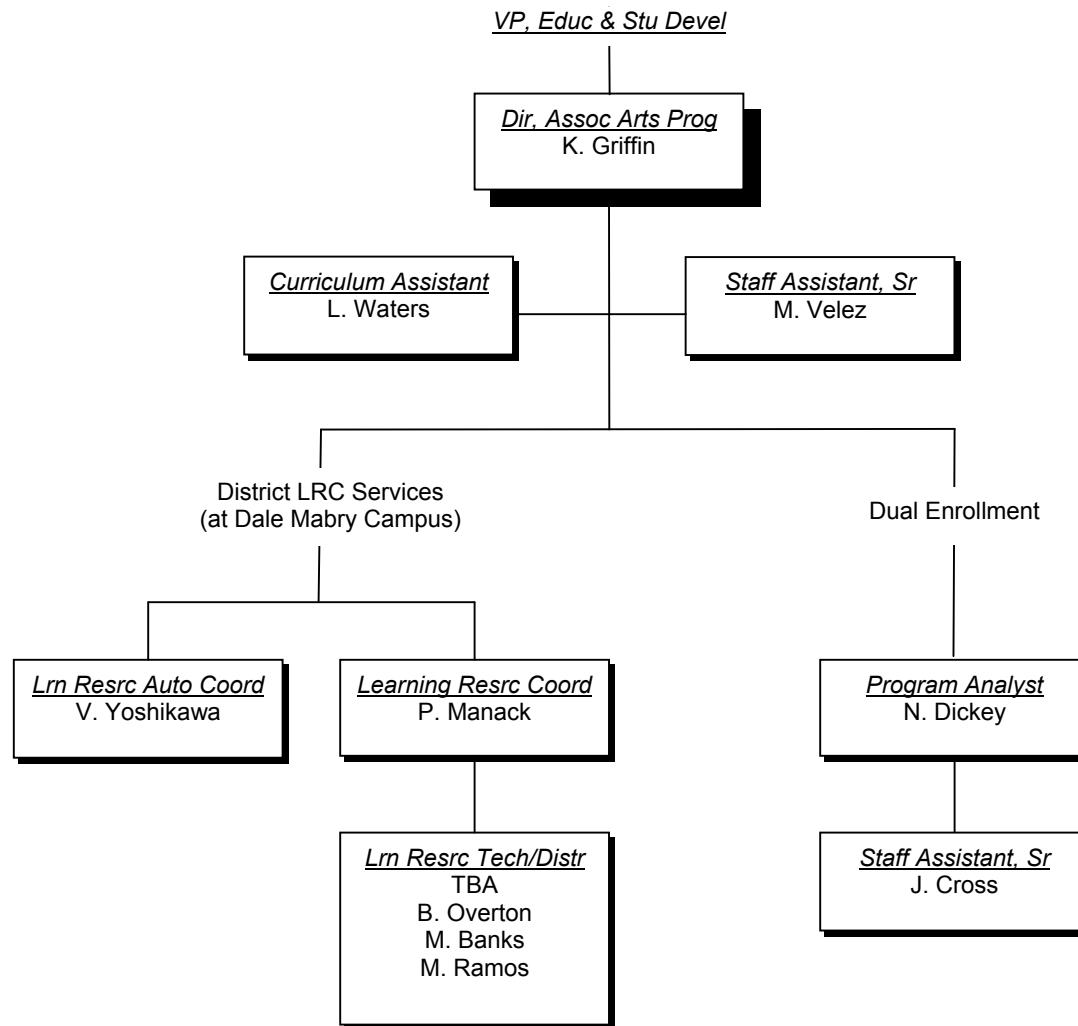 VP, Educ & Stu Devel
Dir, Assoc Arts Prog
K. Griffin
Curriculum Assistant
L. Waters
Staff Assistant, Sr
M. Velez
District LRC Services
(at Dale Mabry Campus)
Dual Enrollment
Lrn Resrc Auto Coord
V. Yoshikawa
Learning Resrc Coord
P. Manack
Program Analyst
N. Dickey
Lrn Resrc Tech/Distr
TBA
B. Overton
M. Banks
M. Ramos
Staff Assistant, Sr
J. Cross